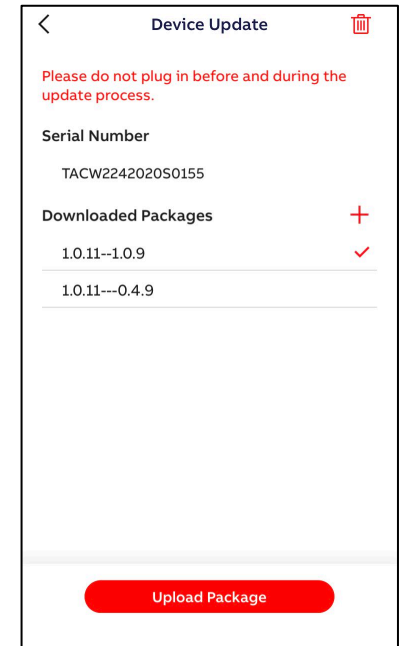 Device Update
Please do not plug in before and during the
update process.
Serial Number
TACW2242020S0155
Downloaded Packages
1.0.11--1.0.9
1.0.11---0.4.9
Upload Package